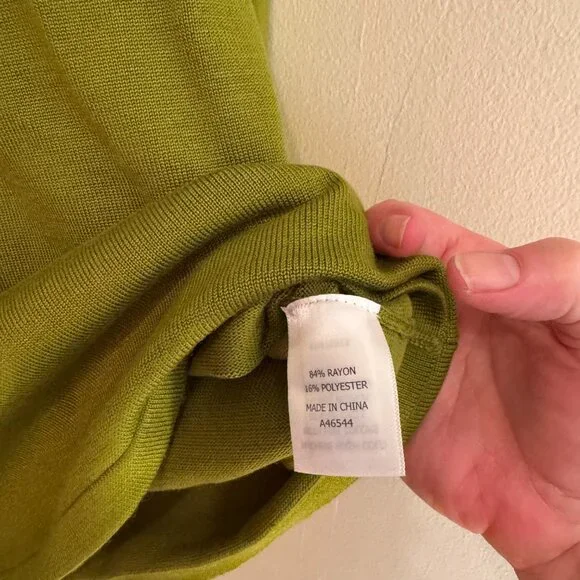 84% RAYON
16% POLYESTER
MADE IN CHINA
A46544